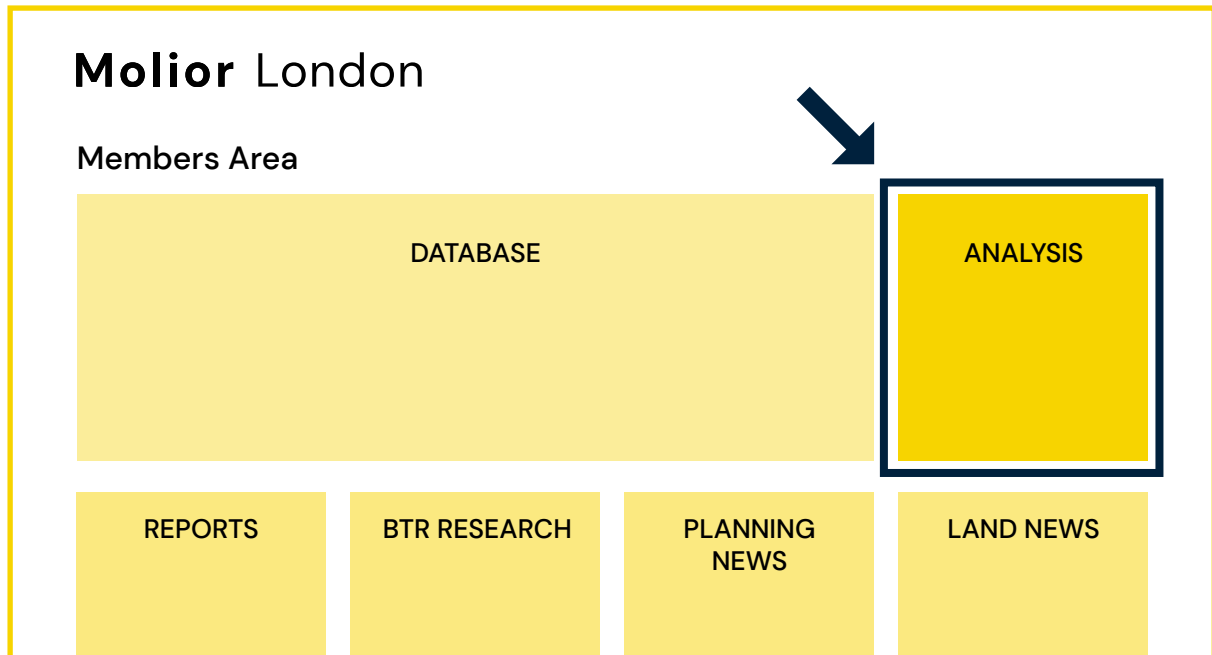 Molior London
Members Area
DATABASE
ANALYSIS
REPORTS
BTR RESEARCH
PLANNING
NEWS
LAND NEWS